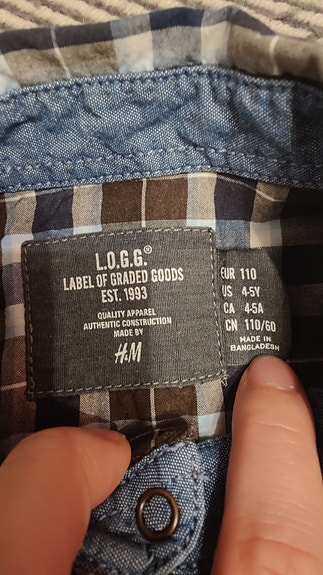 L.O.G.G.®
LABEL OF GRADED GOODS
EST. 1993
QUALITY APPAREL
AUTHENTIC CONSTRUCTION
MADE BY
H&M
EUR 110
US 4-5Y
CA 4-5A
CN 110/60
MADE IN
BANGLADESH